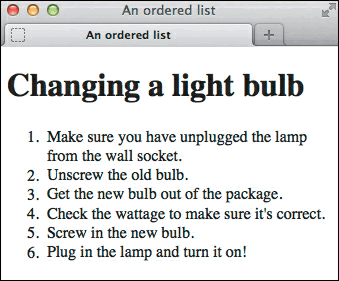 An ordered list
An ordered list
Changing a light bulb
1. Make sure you have unplugged the lamp
from the wall socket.
2. Unscrew the old bulb.
3. Get the new bulb out of the package.
4. Check the wattage to make sure it's correct.
5. Screw in the new bulb.
6. Plug in the lamp and turn it on!